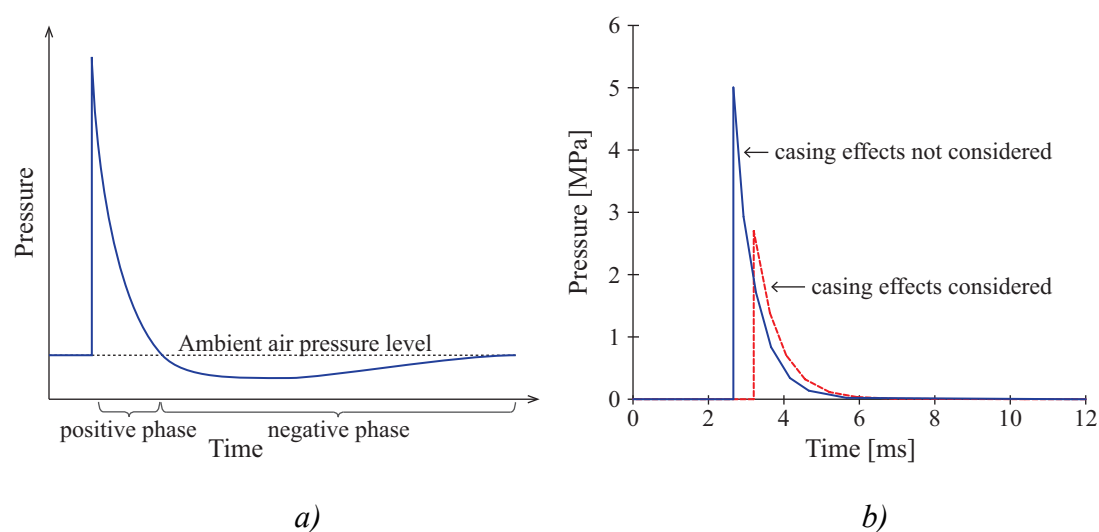 Pressure
Ambient air pressure level
positive phase
negative phase
Time
a)
Pressure [MPa]
6
5
4
3
2
1
0
casing effects not considered
casing effects considered
0
2
4
6
8
10
12
Time [ms]
b)